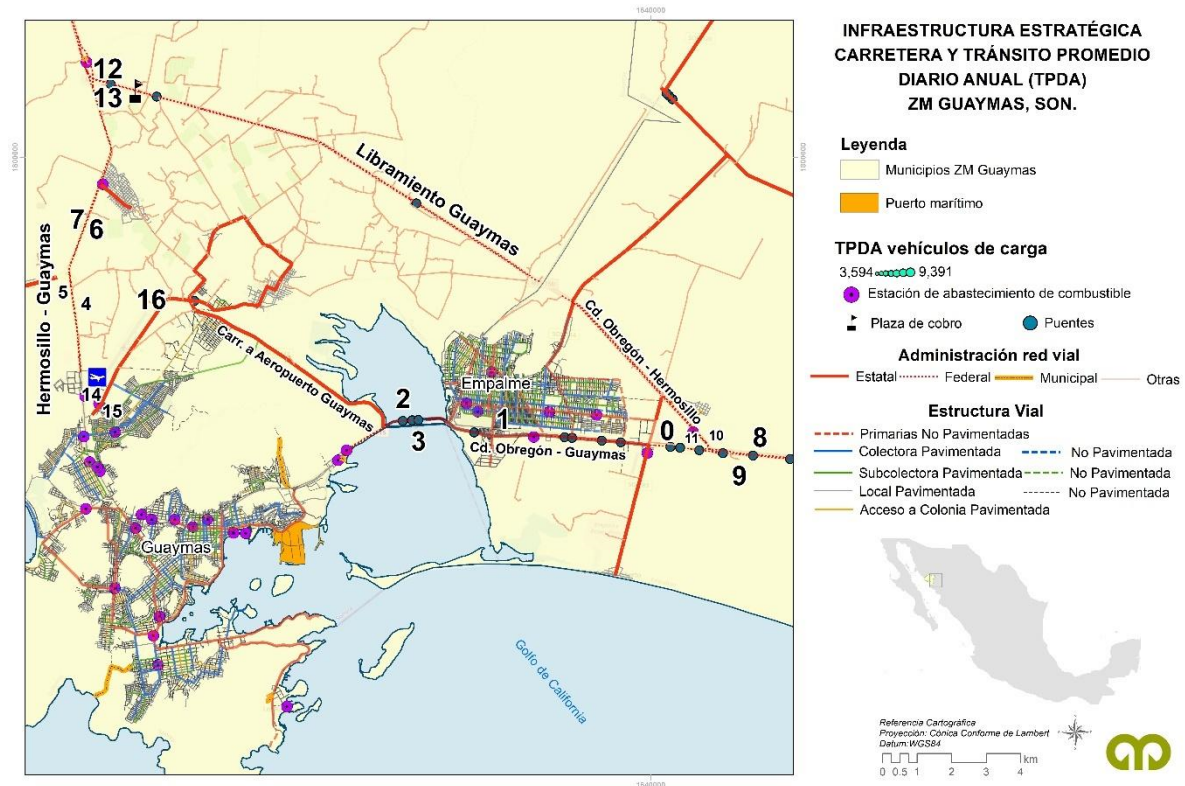 INFRAESTRUCTURA ESTRATÉGICA
CARRETERA Y TRÁNSITO PROMEDIO
DIARIO ANUAL (TPDA)
ZM GUAYMAS, SON.
Leyenda
Municipios ZM Guaymas
Puerto marítimo
TPDA vehículos de carga
3,594 9,391
Estación de abastecimiento de combustible
Plaza de cobro Puentes
Administración red vial
Estatal Federal Municipal Otras
Estructura Vial
Primarias No Pavimentadas
Colectora Pavimentada No Pavimentada
Subcolectora Pavimentada No Pavimentada
Local Pavimentada No Pavimentada
Acceso a Colonia Pavimentada
Referencia Cartográfica
Proyección: Cónica Conforme de Lambert
Datum:WGS84
km
0 0.5 1 2 3 4
1640000
12
13
Libramiento Guaymas
7
6
Hermosillo - Guaymas
5
4
16
Carr. a Aeropuerto Guaymas
Cd. Obregón - Hermosillo
Empalme
14
15
2
3
1
Cd. Obregón - Guaymas
0
11
10
8
9
Guaymas
Golfo de California
1640000